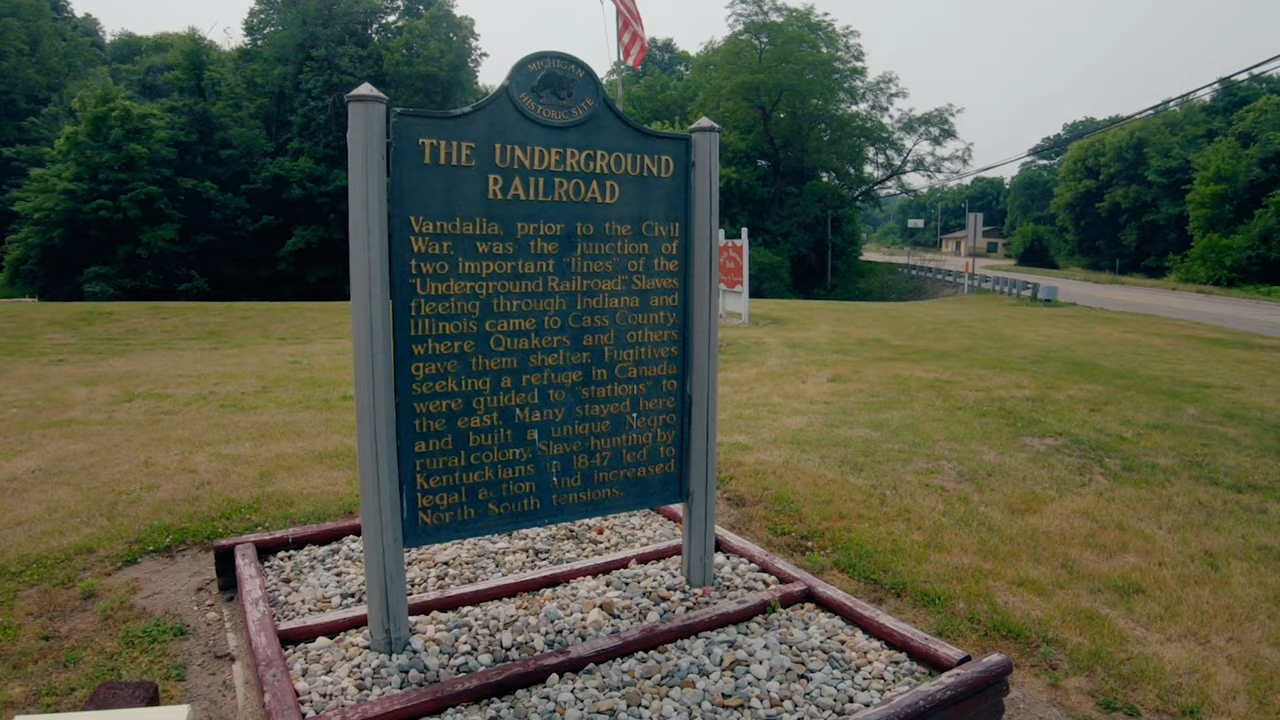 MICHIGAN
HISTORIC SITE
THE UNDERGROUND
RAILROAD
Vandalia, prior to the Civil
War, was the junction of
two important "lines" of the
"Underground Railroad." Slaves
fleeing through Indiana and
Illinois came to Cass County,
where Quakers and others
gave them shelter. Fugitives
seeking a refuge in Canada
were guided to "stations" to
the east. Many stayed here
and built a unique Negro
rural colony. Slave-hunting by
Kentuckians in 1847 led to
legal a tion and increased
North-South tensions.